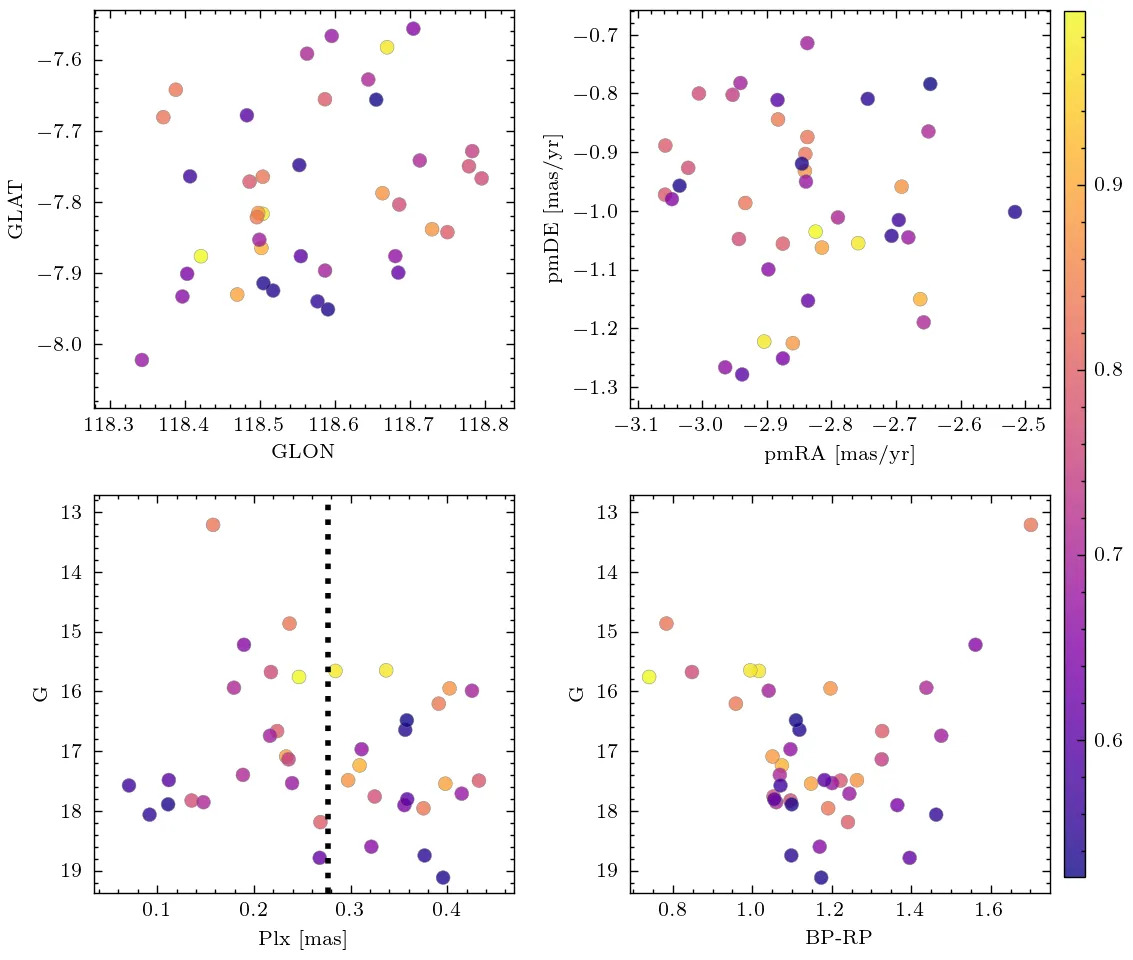 −7.6
−7.7
−7.8
−7.9
−8.0
GLAT
118.3 118.4 118.5 118.6 118.7 118.8
GLON
−0.7
−0.8
−0.9
−1.0
−1.1
−1.2
−1.3
pmDE [mas/yr]
−3.1 −3.0 −2.9 −2.8 −2.7 −2.6 −2.5
pmRA [mas/yr]
13
14
15
16
17
18
19
G
0.1 0.2 0.3 0.4
Plx [mas]
13
14
15
16
17
18
19
G
0.8 1.0 1.2 1.4 1.6
BP-RP
0.9
0.8
0.7
0.6